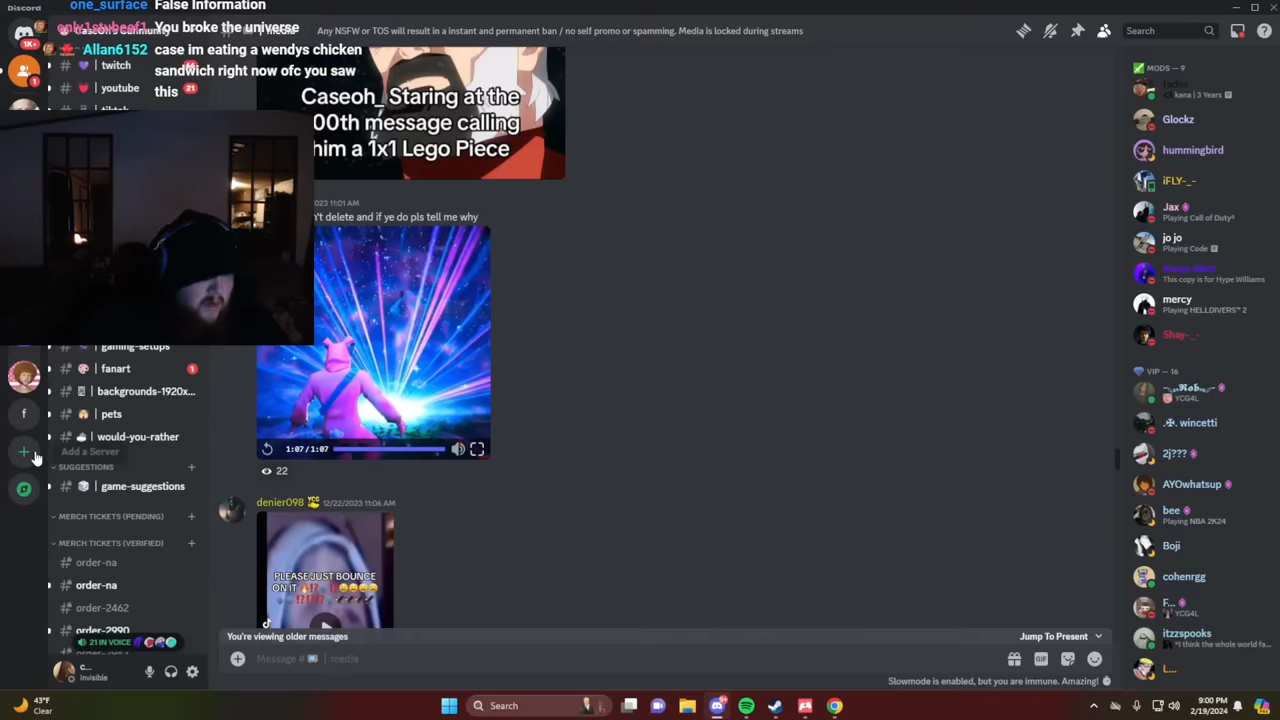 one_surface False Information
only1stubeef1 You broke the universe
Allan6152 case im eating a wendys chicken
sandwich right now ofc you saw
this
1K+
1
Any NSFW or TOS will result in a instant and permanent ban / no self promo or spamming. Media is locked during streams
Search
twitch
youtube 21
gaming-setups
fanart 1
backgrounds-1920x...
pets
would-you-rather
Add a Server
f
SUGGESTIONS
game-suggestions
MERCH TICKETS (PENDING)
MERCH TICKETS (VERIFIED)
order-na
order-na
order-2462
order-2990
21 IN VOICE
c...
Invisible
Caseoh_ Staring at the
00th message calling
him a 1x1 Lego Piece
2023 11:01 AM
n't delete and if ye do pls tell me why
1:07/1:07
22
denier098 YCG 12/22/2023 11:06 AM
PLEASE JUST BOUNCE
ON IT
You're viewing older messages
Jump To Present
Message # | media
GIF
Slowmode is enabled, but you are immune. Amazing!
MODS — 9
kana | 3 Years
Glockz
hummingbird
iFLY-_-
Jax
Playing Call of Duty®
jo jo
Playing Code
This copy is for Hype Williams
mercy
Playing HELLDIVERS™ 2
Shay-_-
VIP — 16
YCG4L
.✠. wincetti
2j???
AYOwhatsup
bee
Playing NBA 2K24
Boji
cohenrgg
F...
YCG4L
itzzspooks
"I think the whole world fa...
L...
43°F
Clear
Search
9:00 PM
2/19/2024